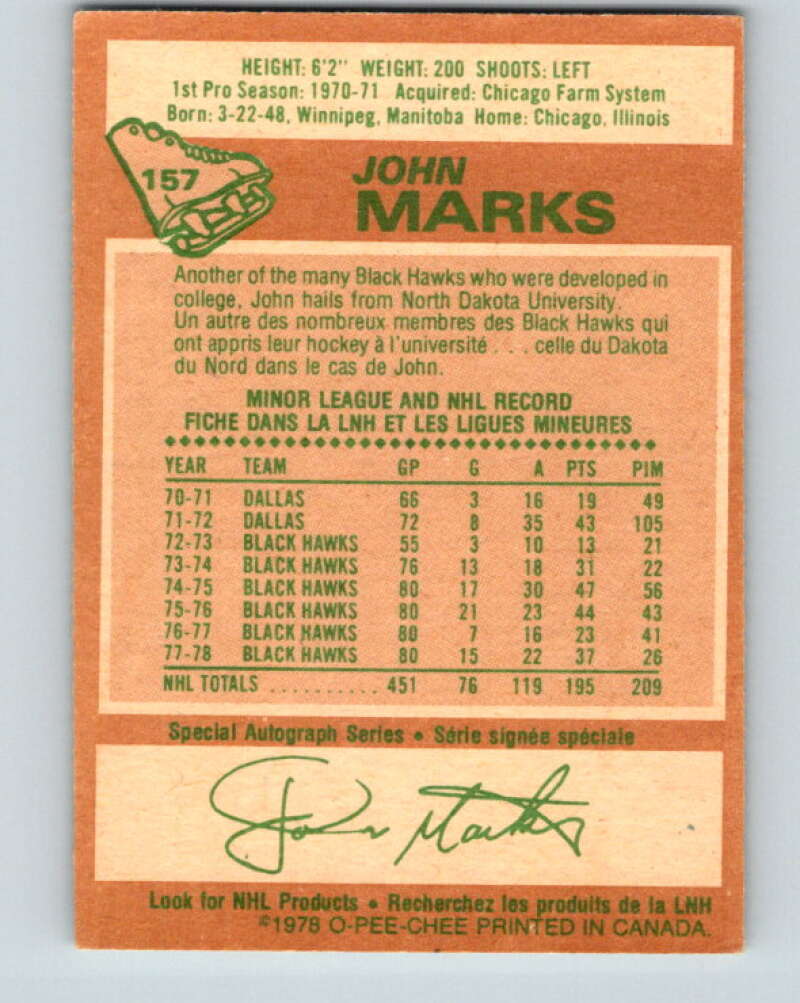 HEIGHT: 6'2" WEIGHT: 200 SHOOTS: LEFT
1st Pro Season: 1970-71 Acquired: Chicago Farm System
Born: 3-22-48, Winnipeg, Manitoba Home: Chicago, Illinois
157
JOHN
MARKS
Another of the many Black Hawks who were developed in
college, John hails from North Dakota University.
Un autre des nombreux membres des Black Hawks qui
ont appris leur hockey à l'université . . . celle du Dakota
du Nord dans le cas de John.
MINOR LEAGUE AND NHL RECORD
FICHE DANS LA LNH ET LES LIGUES MINEURES
YEAR TEAM GP G A PTS PIM
70-71 DALLAS 66 3 16 19 49
71-72 DALLAS 72 8 35 43 105
72-73 BLACK HAWKS 55 3 10 13 21
73-74 BLACK HAWKS 76 13 18 31 22
74-75 BLACK HAWKS 80 17 30 47 56
75-76 BLACK HAWKS 80 21 23 44 43
76-77 BLACK HAWKS 80 7 16 23 41
77-78 BLACK HAWKS 80 15 22 37 26
NHL TOTALS .......... 451 76 119 195 209
Special Autograph Series • Série signée spéciale
John Marks
Look for NHL Products • Recherchez les produits de la LNH
©1978 O-PEE-CHEE PRINTED IN CANADA.